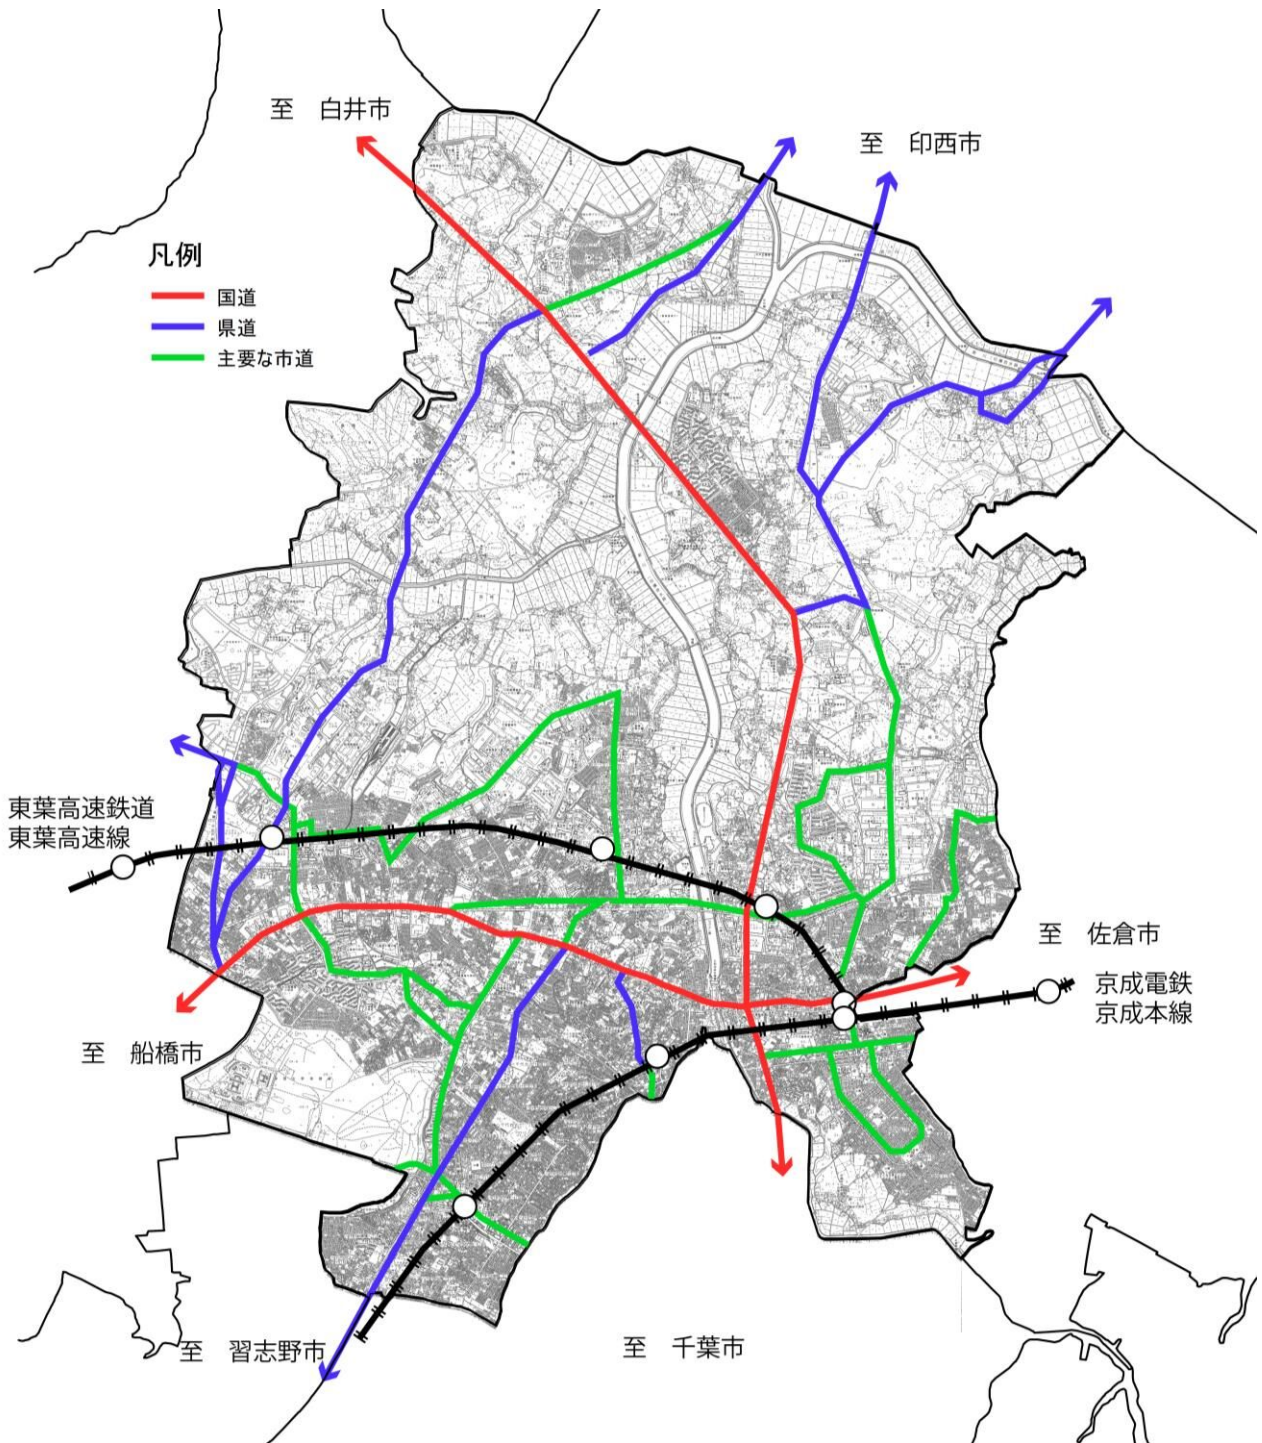 至 白井市
至 印西市
凡例
国道
県道
主要な市道
東葉高速鉄道
東葉高速線
至 佐倉市
京成電鉄
京成本線
至 船橋市
至 習志野市
至 千葉市